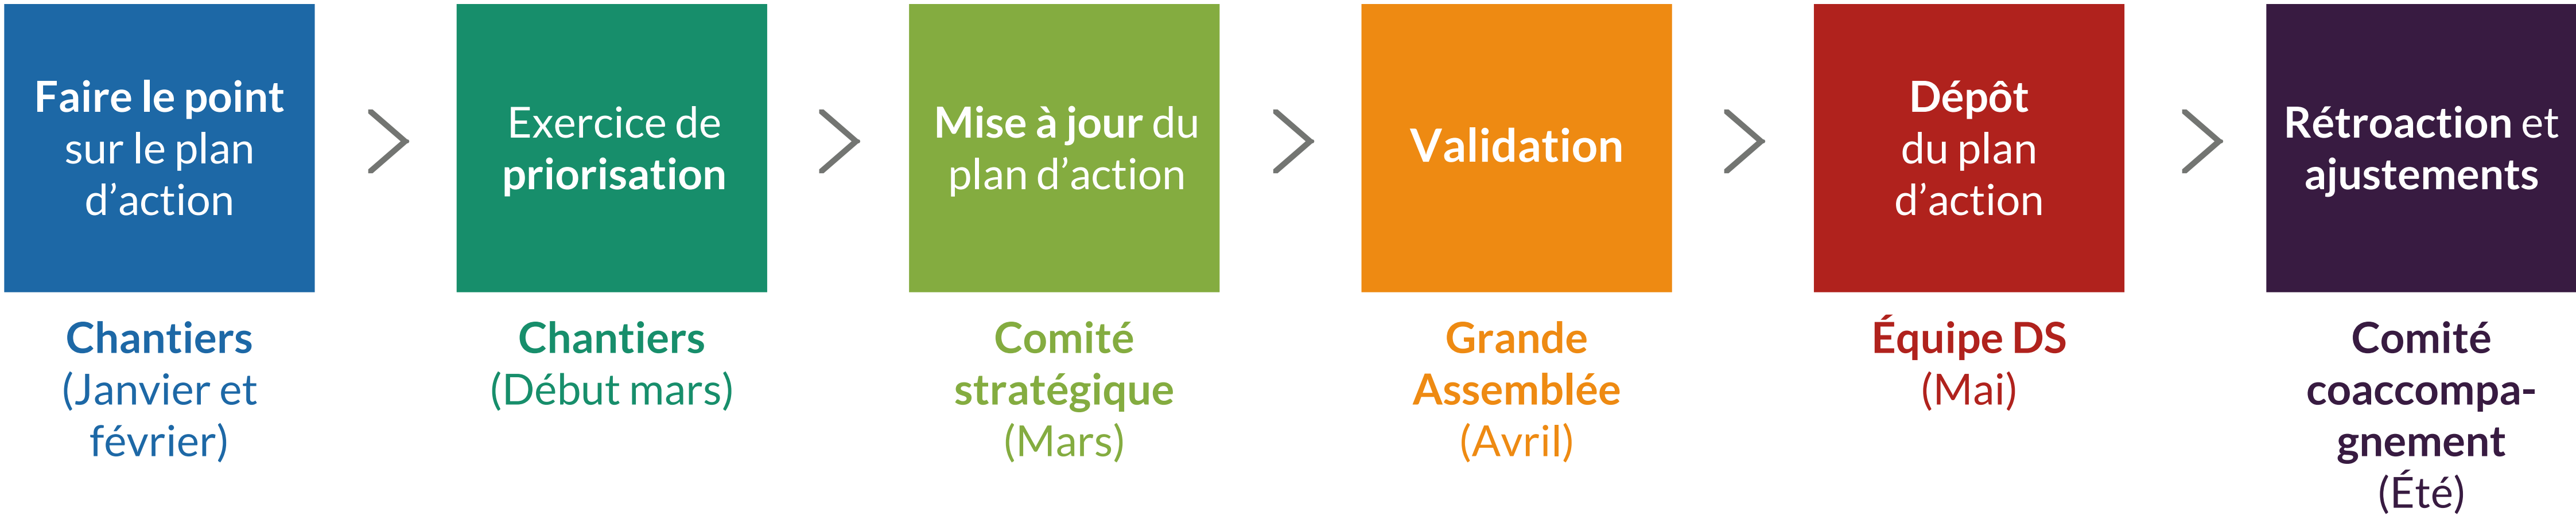 Faire le point
sur le plan
d’action
Chantiers
(Janvier et
février)
>
Exercice de
priorisation
Chantiers
(Début mars)
>
Mise à jour du
plan d’action
Comité
stratégique
(Mars)
>
Validation
Grande
Assemblée
(Avril)
>
Dépôt
du plan
d’action
Équipe DS
(Mai)
>
Rétroaction et
ajustements
Comité
coaccompa-
gnement
(Été)